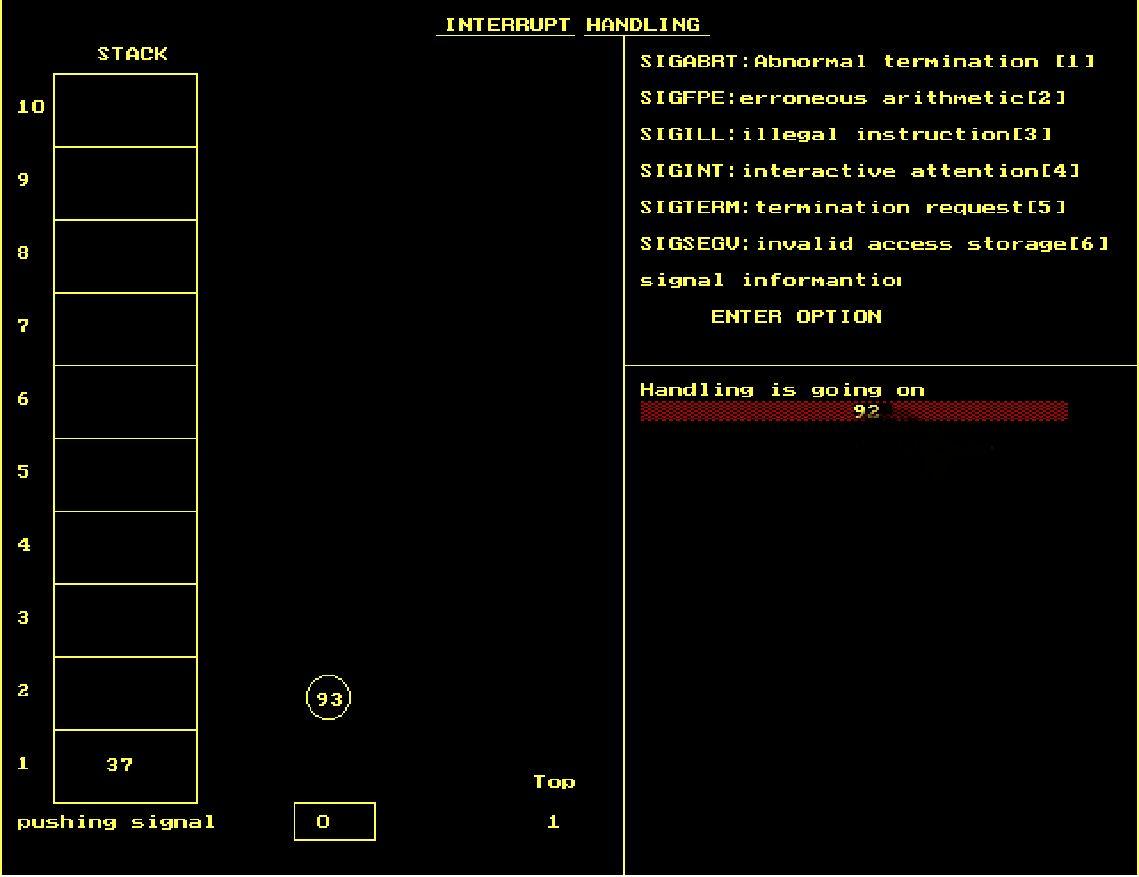 INTERRUPT HANDLING
STACK
10
9
8
7
6
5
4
3
2
93
1
37
Top
pushing signal
0
1
SIGABRT:Abnormal termination [1]
SIGFPE:erroneous arithmetic[2]
SIGILL:illegal instruction[3]
SIGINT:interactive attention[4]
SIGTERM:termination request[5]
SIGSEGV:invalid access storage[6]
signal informantion
ENTER OPTION
Handling is going on
92